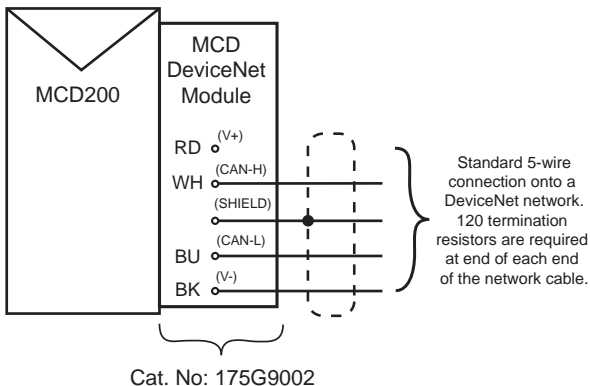 MCD
DeviceNet
Module
MCD200
RD (V+)
WH (CAN-H)
(SHIELD)
BU (CAN-L)
BK (V-)
Standard 5-wire
connection onto a
DeviceNet network.
120 termination
resistors are required
at end of each end
of the network cable.
Cat. No: 175G9002